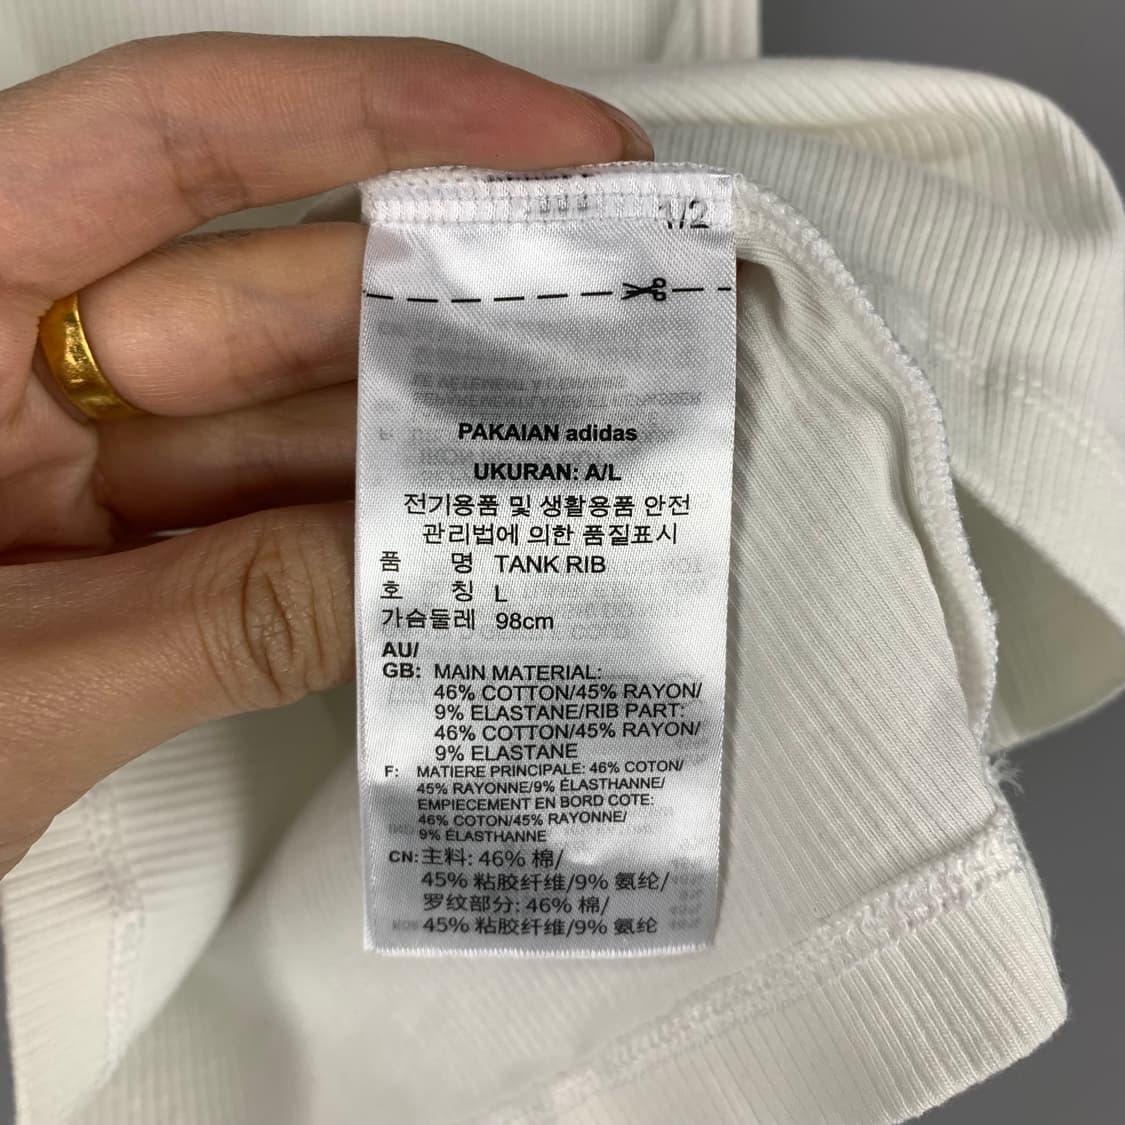 1/2
PAKAIAN adidas
UKURAN: A/L
전기용품 및 생활용품 안전
관리법에 의한 품질표시
품 명 TANK RIB
호 칭 L
가슴둘레 98cm
AU/
GB: MAIN MATERIAL:
46% COTTON/45% RAYON/
9% ELASTANE/RIB PART:
46% COTTON/45% RAYON/
9% ELASTANE
F: MATIERE PRINCIPALE: 46% COTON/
45% RAYONNE/9% ÉLASTHANNE/
EMPIECEMENT EN BORD COTE:
46% COTON/45% RAYONNE/
9% ÉLASTHANNE
CN: 主料: 46% 棉/
45% 粘胶纤维/9% 氨纶/
罗纹部分: 46% 棉/
45% 粘胶纤维/9% 氨纶